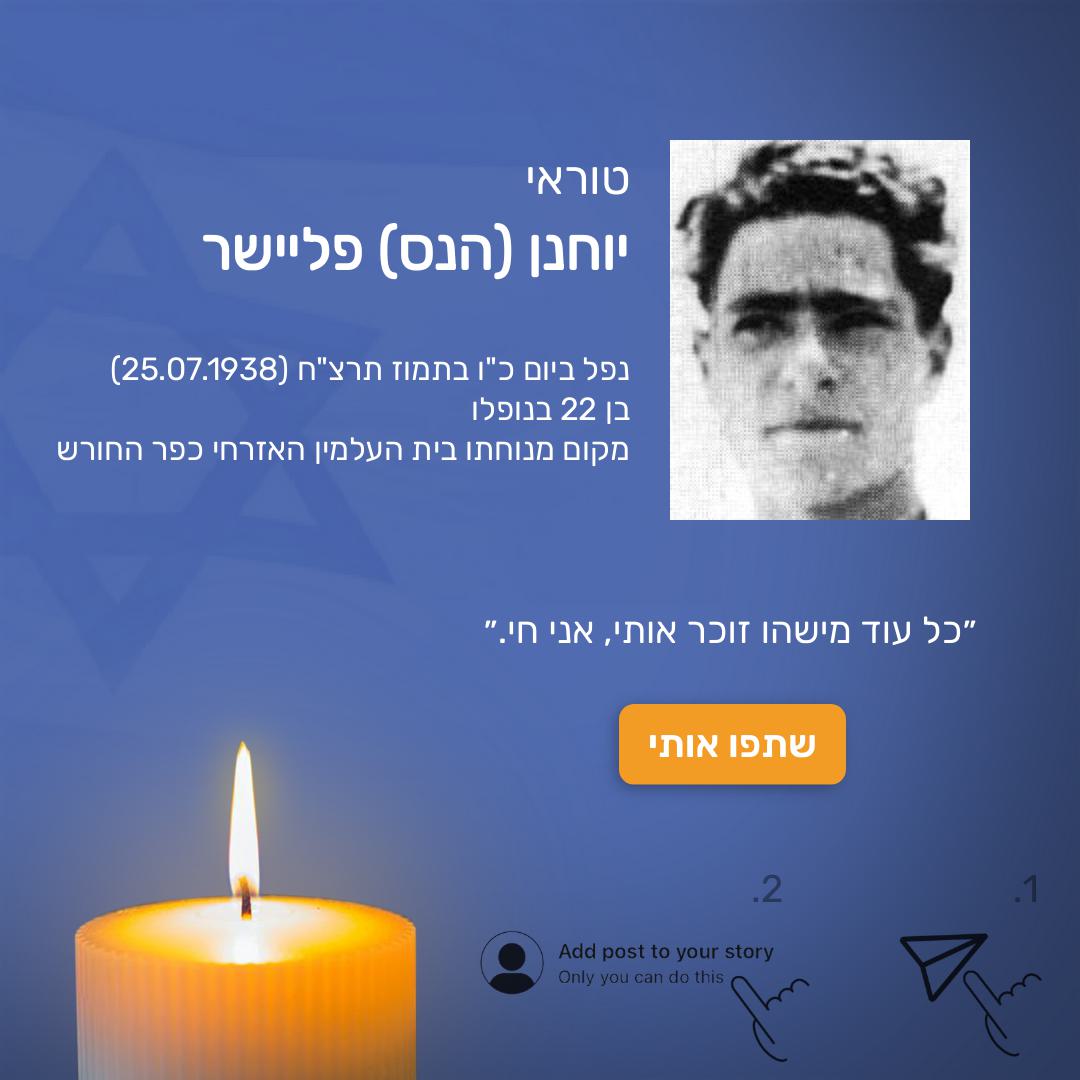 טוראי
יוחנן (הנס) פליישר
נפל ביום כ"ו בתמוז תרצ"ח (25.07.1938)
בן 22 בנופלו
מקום מנוחתו בית העלמין האזרחי כפר החורש
״כל עוד מישהו זוכר אותי, אני חי.״
שתפו אותי
1.
2.
Add post to your story
Only you can do this